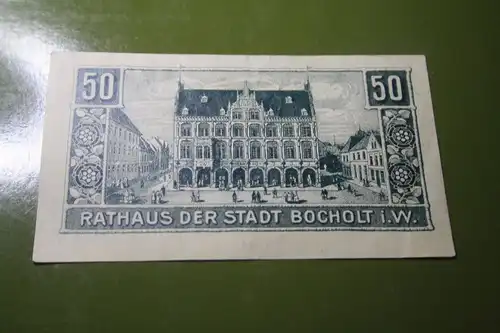 50 50
RATHAUS DER STADT BOCHOLT i.W.